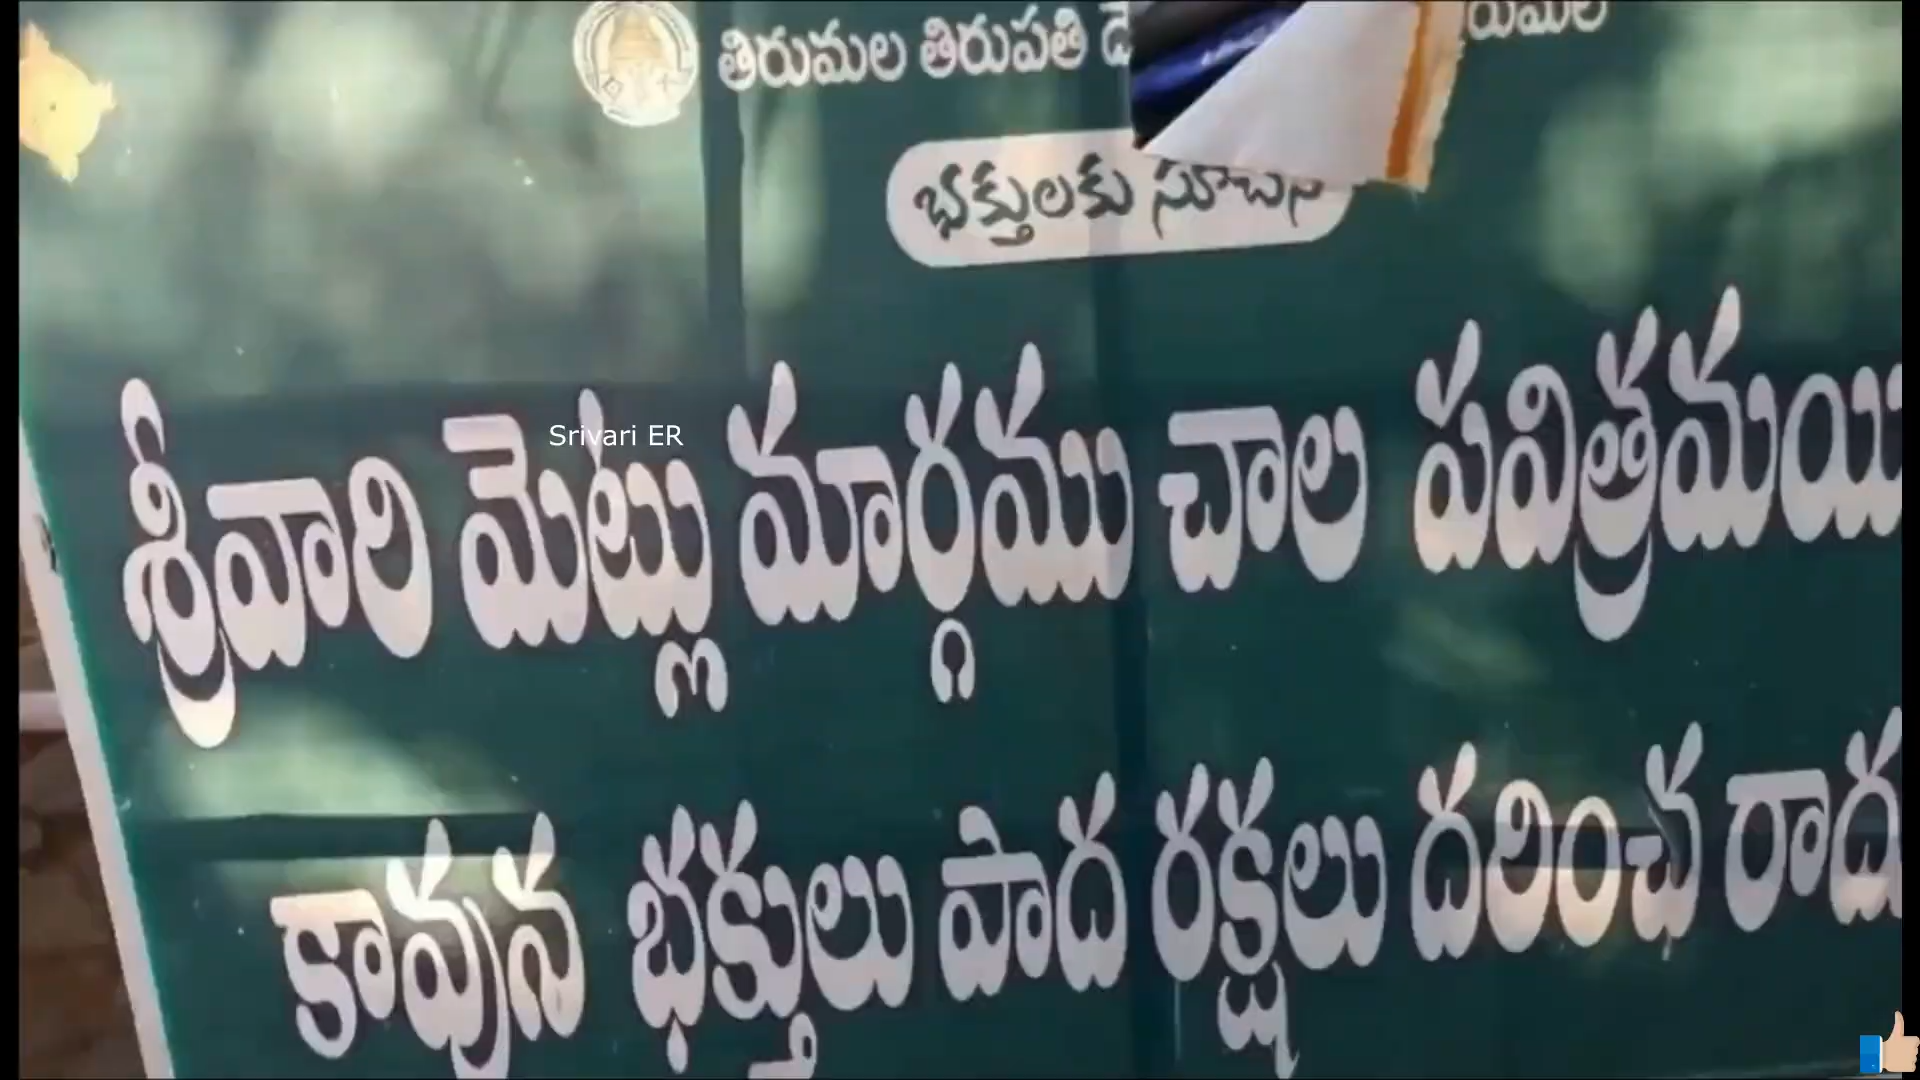 తిరుమల తిరుపతి
భక్తులకు సూచన
Srivari ER
శ్రీవారి మెట్లు మార్గము చాల పవిత్రమయి
కావున భక్తులు పాద రక్షలు దరించ రాదు